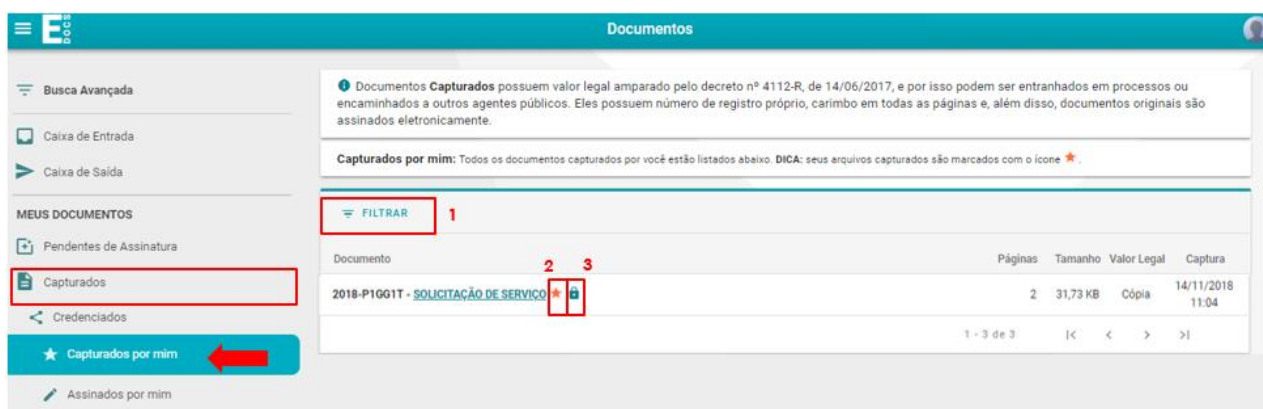 E DOCS
Documentos
Busca Avançada
Caixa de Entrada
Caixa de Saída
MEUS DOCUMENTOS
Pendentes de Assinatura
Capturados
Credenciados
Capturados por mim
Assinados por mim
Documentos Capturados possuem valor legal amparado pelo decreto nº 4112-R, de 14/06/2017, e por isso podem ser entranhados em processos ou
encaminhados a outros agentes públicos. Eles possuem número de registro próprio, carimbo em todas as páginas e, além disso, documentos originais são
assinados eletronicamente.
Capturados por mim: Todos os documentos capturados por você estão listados abaixo. DICA: seus arquivos capturados são marcados com o ícone ★ .
FILTRAR 1
Documento Páginas Tamanho Valor Legal Captura
2 3
2018-P1GG1T - SOLICITAÇÃO DE SERVIÇO 2 31,73 KB Cópia 14/11/2018
11:04
1 - 3 de 3 |< < > >|